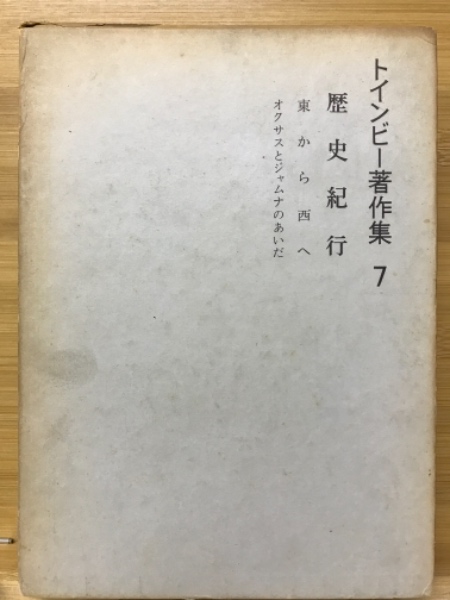 トインビー著作集 7
歴史紀行
東から西へ
オクサスとジャムナのあいだ